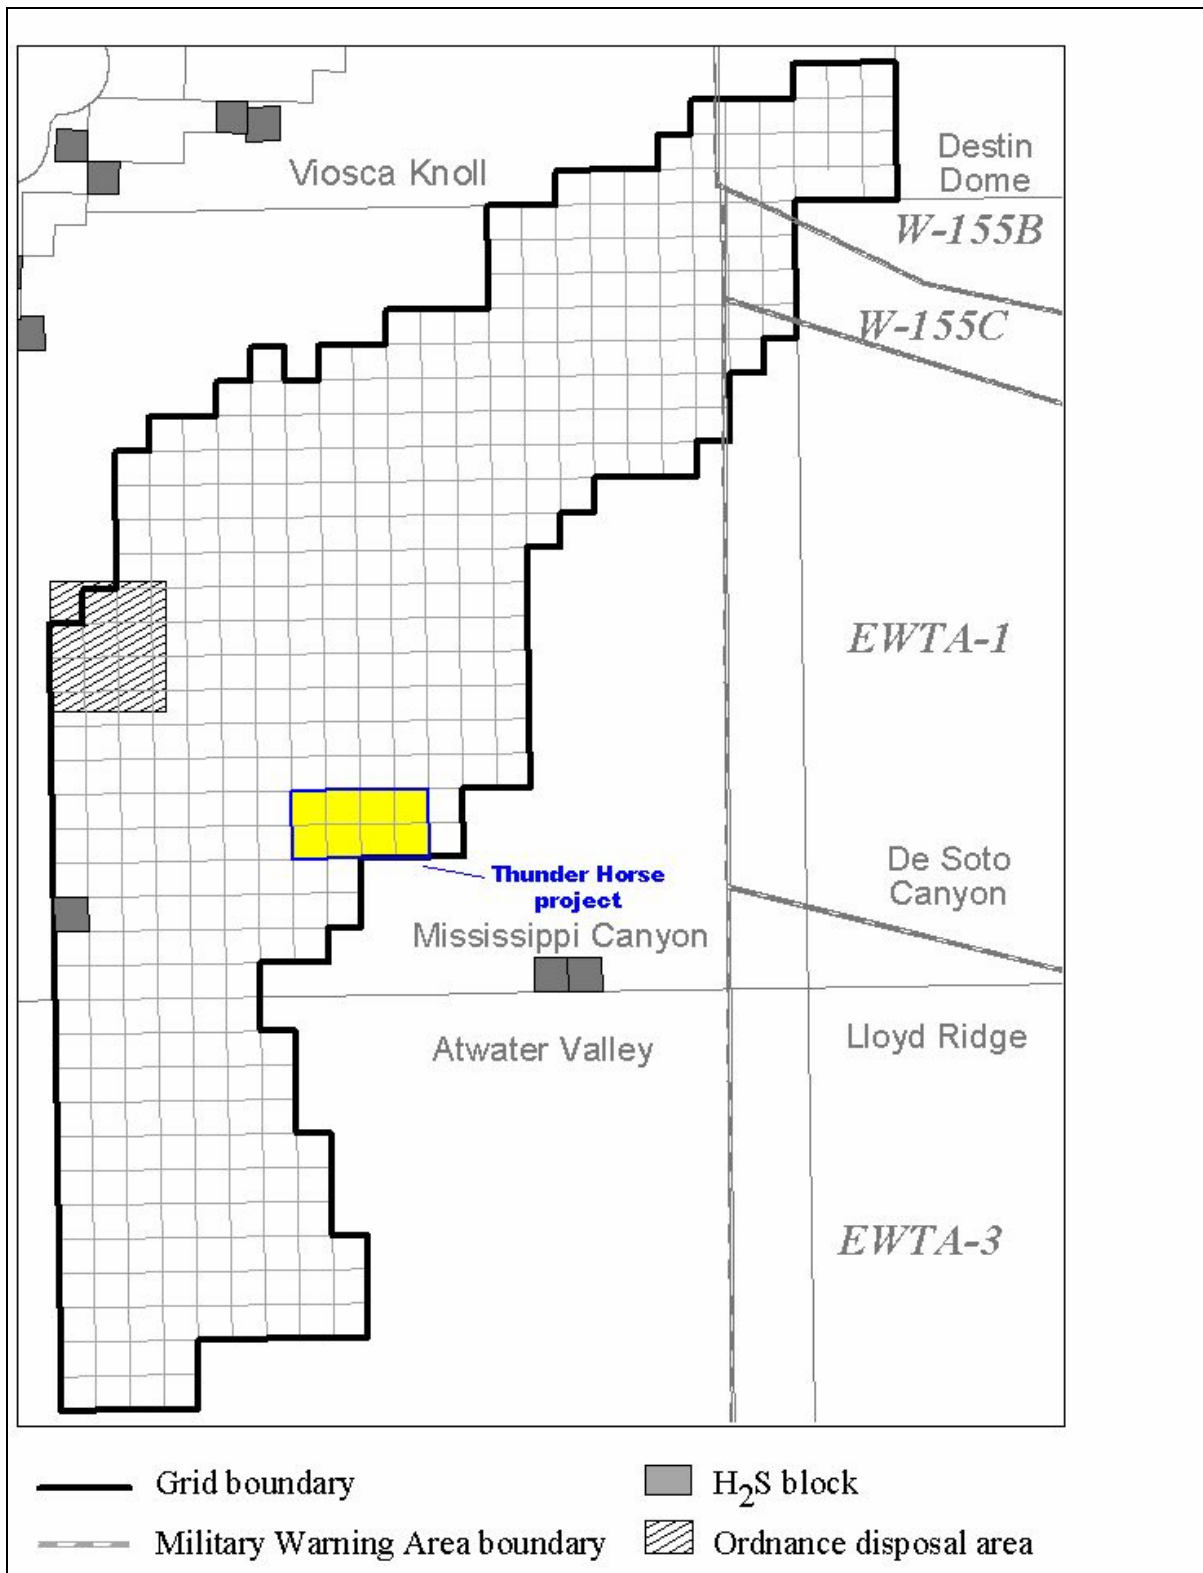 Viosca Knoll
Destin
Dome
W-155B
W-155C
EWTA-1
De Soto
Canyon
Thunder Horse
project
Mississippi Canyon
Atwater Valley
Lloyd Ridge
EWTA-3
Grid boundary
H2S block
Military Warning Area boundary
Ordnance disposal area